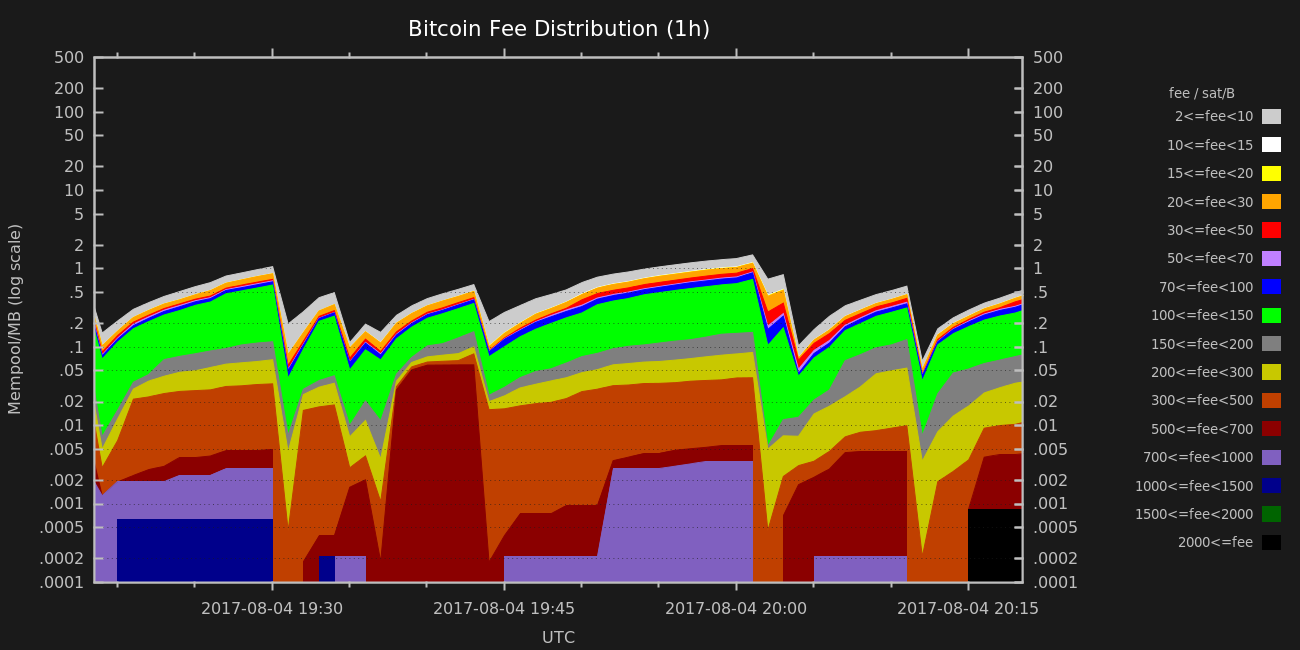 Bitcoin Fee Distribution (1h)
Mempool/MB (log scale)
500
200
100
50
20
10
5
2
1
.5
.2
.1
.05
.02
.01
.005
.002
.001
.0005
.0002
.0001
500
200
100
50
20
10
5
2
1
.5
.2
.1
.05
.02
.01
.005
.002
.001
.0005
.0002
.0001
2017-08-04 19:30
2017-08-04 19:45
2017-08-04 20:00
2017-08-04 20:15
UTC
fee / sat/B
2<=fee<10
10<=fee<15
15<=fee<20
20<=fee<30
30<=fee<50
50<=fee<70
70<=fee<100
100<=fee<150
150<=fee<200
200<=fee<300
300<=fee<500
500<=fee<700
700<=fee<1000
1000<=fee<1500
1500<=fee<2000
2000<=fee